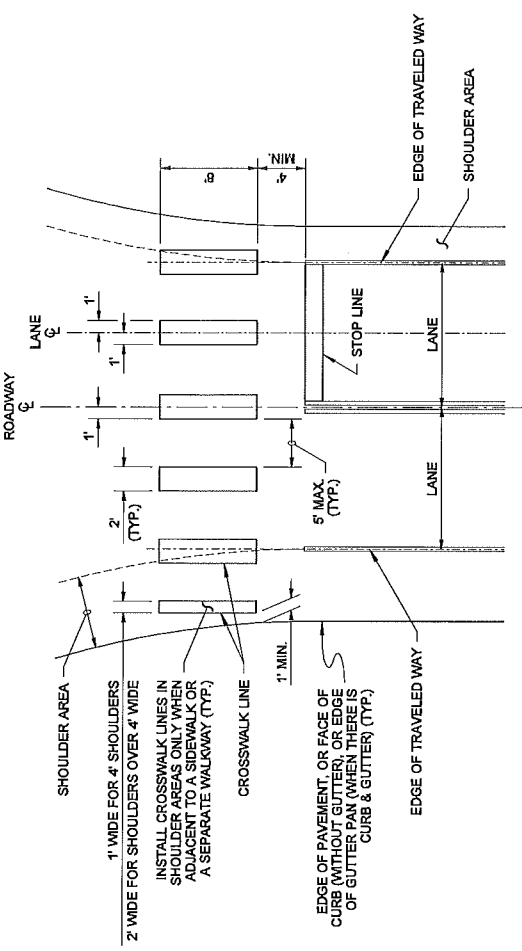 ROADWAY
C̲L̲
LANE
C̲L̲
1'
1'
1'
8'
4'
MIN.
2'
(TYP.)
SHOULDER AREA
1' WIDE FOR 4' SHOULDERS
2' WIDE FOR SHOULDERS OVER 4' WIDE
INSTALL CROSSWALK LINES IN
SHOULDER AREAS ONLY WHEN
ADJACENT TO A SIDEWALK OR
A SEPARATE WALKWAY (TYP.)
CROSSWALK LINE
1' MIN.
5' MAX.
(TYP.)
STOP LINE
LANE
LANE
EDGE OF TRAVELED WAY
SHOULDER AREA
EDGE OF PAVEMENT, OR FACE OF
CURB (WITHOUT GUTTER), OR EDGE
OF GUTTER PAN (WHEN THERE IS
CURB & GUTTER) (TYP.)
EDGE OF TRAVELED WAY